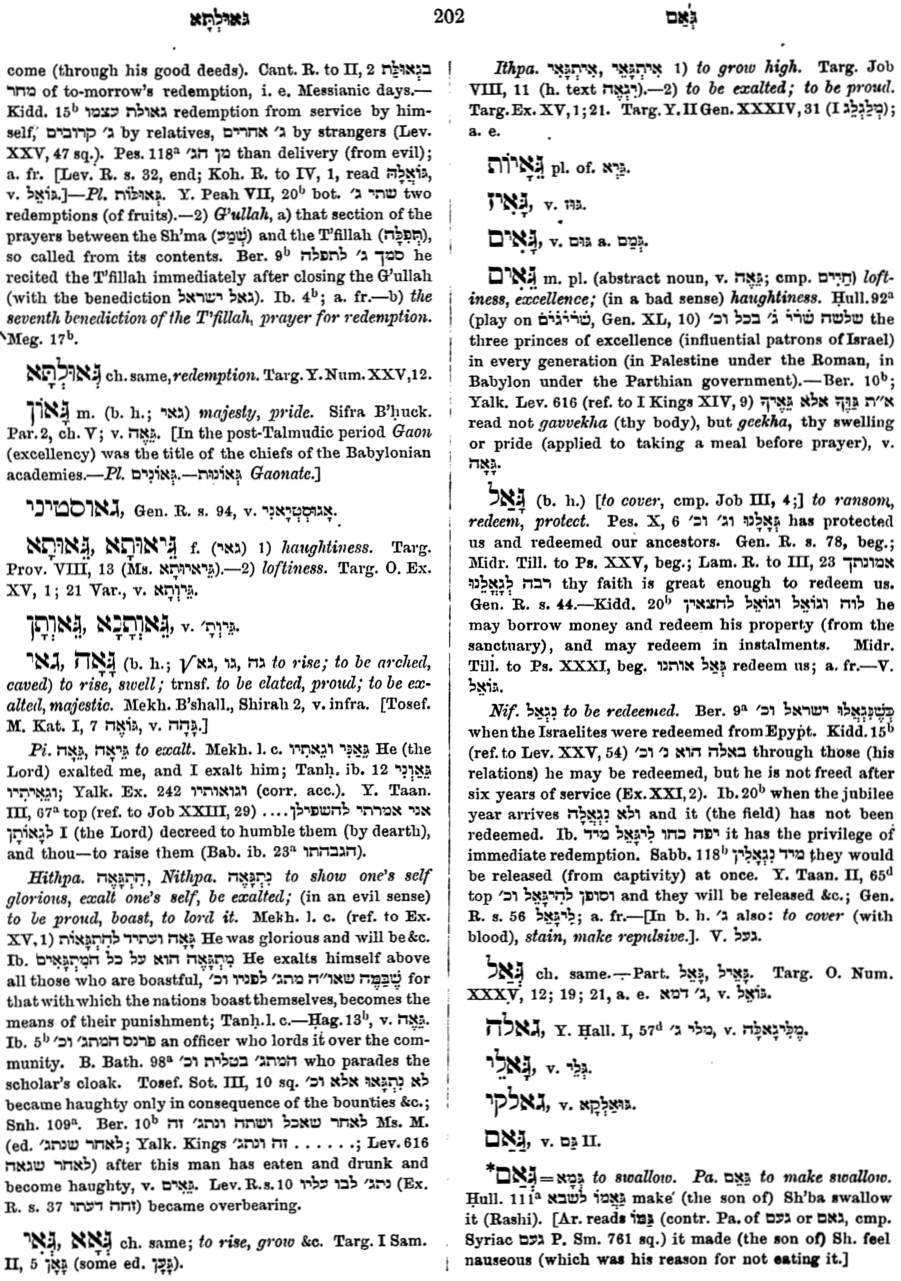 גאולתא
202
גאם
come (through his good deeds). Cant. R. to II, 2 בגאולת
מחר of to-morrow's redemption, i. e. Messianic days.—
Kidd. 15b גאולת עצמו redemption from service by him-
self; ג' קרובים by relatives, ג' אחרים by strangers (Lev.
XXV, 47 sq.). Pes. 118a מן חג' than delivery (from evil);
a. fr. [Lev. R. s. 32, end; Koh. R. to IV, 1, read גּוֹאֲלָהּ,
v. גּוֹאֵל.]—Pl. גְּאוּלּוֹת. Y. Peah VII, 20b bot. שתי ג' two
redemptions (of fruits).—2) G'ullah, a) that section of the
prayers between the Sh'ma (שְׁמַע) and the T'fillah (תְּפִלָּה),
so called from its contents. Ber. 9b סמך ג' לתפלה he
recited the T'fillah immediately after closing the G'ullah
(with the benediction גאל ישראל). Ib. 4b; a. fr.—b) the
seventh benediction of the T'fillah, prayer for redemption.
Meg. 17b.
גְּאוּלְתָּא ch. same, redemption. Targ. Y. Num. XXV, 12.
גָּאוֹן m. (b. h.; גאי) majesty, pride. Sifra B'huck.
Par. 2, ch. V; v. גֵּאֶה. [In the post-Talmudic period Gaon
(excellency) was the title of the chiefs of the Babylonian
academies.—Pl. גְּאוֹנִים.—גְּאוֹנוּת Gaonate.]
גאוסטיני, Gen. R. s. 94, v. אֲגוּסְטְיָאנִי.
גֵּיאוּתָא, גֵּאוּתָא f. (גאי) 1) haughtiness. Targ.
Prov. VIII, 13 (Ms. גֵּיאיוּתָא).—2) loftiness. Targ. O. Ex.
XV, 1; 21 Var., v. גֵּיוְתָא.
גֵּאוְתָנָא, גֵּאוְתָן, v. גֵּיוְתָ'.
גאי, גָּאָה (b. h.; √גא, גו, גה to rise; to be arched,
caved) to rise, swell; trnsf. to be elated, proud; to be ex-
alted, majestic. Mekh. B'shall., Shirah 2, v. infra. [Tosef.
M. Kat. I, 7 גּוֹאֶה, v. גָּהָה.]
Pi. גֵּאָה, גֵּיאָה to exalt. Mekh. l. c. גֵּאַנִי וגאיתיו He (the
Lord) exalted me, and I exalt him; Tanh. ib. 12 גֵּאוּנִי
וגאיתיו; Yalk. Ex. 242 וגואותיו (corr. acc.). Y. Taan.
III, 67a top (ref. to Job XXIII, 29) אני אמרתי להשפילן....
לְגָאוֹתָן I (the Lord) decreed to humble them (by dearth),
and thou—to raise them (Bab. ib. 23a הגבהתו).
Hithpa. הִתְגָּאֶה, Nithpa. נִתְגָּאֶה to show one's self
glorious, exalt one's self, be exalted; (in an evil sense)
to be proud, boast, to lord it. Mekh. l. c. (ref. to Ex.
XV, 1) גָּאָה ועתיד לְהִתְגָּאוֹת He was glorious and will be &c.
Ib. מִתְגָּאֶה הוא על כל הַמִּתְגָּאִים He exalts himself above
all those who are boastful, שֶׁבַּמֶּה שאו"ה מתג' לפניו וכ' for
that with which the nations boast themselves, becomes the
means of their punishment; Tanh. l. c.—Hag. 13b, v. גֵּאֶה.
Ib. 5b פרנס המתג' וכ' an officer who lords it over the com-
munity. B. Bath. 98a המתג' בטלית וכ' who parades the
scholar's cloak. Tosef. Sot. III, 10 sq. לא נִתְגָּאוּ אלא וכ'
became haughty only in consequence of the bounties &c.;
Snh. 109a. Ber. 10b לאחר שאכל ושתה ונתג' זה Ms. M.
(ed. לאחר שנתג'; Yalk. Kings זה ונתג' ......; Lev. 616
לאחר שגאה) after this man has eaten and drunk and
become haughty, v. גֵּאִים. Lev. R. s. 10 נתג' לבו עליו (Ex.
R. s. 37 זחה דעתו) became overbearing.
גְּאָא, גְּאֵי ch. same; to rise, grow &c. Targ. I Sam.
II, 5 גָּאָן (some ed. גָּעָן).
Ithpa. אִיתְגָּאֵי, אִיתְגָּאִי 1) to grow high. Targ. Job
VIII, 11 (h. text יִגְאֶה).—2) to be exalted; to be proud.
Targ. Ex. XV, 1; 21. Targ. Y. II Gen. XXXIV, 31 (I מְלַגְלֵג);
a. e.
גֵּאָיוֹת pl. of. גֵּיא.
גָּאִיז, v. גּוּז.
גָּאִים, v. גּוּם a. גָּמַם.
גֵּאִים m. pl. (abstract noun, v. גֵּאֶה; cmp. חַיִּים) loft-
iness, excellence; (in a bad sense) haughtiness. Hull. 92a
(play on שָׂרִיגִים, Gen. XL, 10) שלשה שׂרי ג' בכל וכ' the
three princes of excellence (influential patrons of Israel)
in every generation (in Palestine under the Roman, in
Babylon under the Parthian government).—Ber. 10b;
Yalk. Lev. 616 (ref. to I Kings XIV, 9) א"ת גַּוֶּךָ אלא גֵּאֶיךָ
read not gavvekha (thy body), but geekha, thy swelling
or pride (applied to taking a meal before prayer), v.
גָּאָה.
גָּאַל (b. h.) [to cover, cmp. Job III, 4;] to ransom,
redeem, protect. Pes. X, 6 גְּאָלָנוּ וג' וכ' has protected
us and redeemed our ancestors. Gen. R. s. 78, beg.;
Midr. Till. to Ps. XXV, beg.; Lam. R. to III, 23 אמונתך
רבה לְגָאֳלֵנוּ thy faith is great enough to redeem us.
Gen. R. s. 44.—Kidd. 20b לוה וגואל וגואל לחצאין he
may borrow money and redeem his property (from the
sanctuary), and may redeem in instalments. Midr.
Till. to Ps. XXXI, beg. גְּאַל אותנו redeem us; a. fr.—V.
גּוֹאֵל.
Nif. נִגְאַל to be redeemed. Ber. 9a כְּשֶׁנִּגְאֲלוּ ישראל וכ'
when the Israelites were redeemed from Epypt. Kidd. 15b
(ref. to Lev. XXV, 54) באלה הוא נ' וכ' through those (his
relations) he may be redeemed, but he is not freed after
six years of service (Ex. XXI, 2). Ib. 20b when the jubilee
year arrives ולא נִגְאֲלָה and it (the field) has not been
redeemed. Ib. יפה כחו לִיגָּאֵל מיד it has the privilege of
immediate redemption. Sabb. 118b מיד נִגְאָלִין they would
be released (from captivity) at once. Y. Taan. II, 65d
top וסופן לְהִיגָּאֵל וכ' and they will be released &c.; Gen.
R. s. 56 לִיגָּאֵל; a. fr.—[In b. h. ג' also: to cover (with
blood), stain, make repulsive.]. V. געל.
גְּאַל ch. same.—Part. גָּאֵיל, גָּאֵל. Targ. O. Num.
XXXV, 12; 19; 21, a. e. ג' דמא, v. גּוֹאֵל.
גאלה, Y. Hall. I, 57d מלי ג', v. מְלִיגָאלָה.
גָּאלֵי, v. גְּלֵי.
גאלקי, v. גּוּאַלְקָא.
גְּאַם, v. גַּם II.
*גְּאַם=גְּמָא to swallow. Pa. גַּאֵם to make swallow.
Hull. 111a גַּאֲמוֹ לשבא make (the son of) Sh'ba swallow
it (Rashi). [Ar. reads גַּמוֹ (contr. Pa. of געם or גאם, cmp.
Syriac געם P. Sm. 761 sq.) it made (the son of) Sh. feel
nauseous (which was his reason for not eating it.]